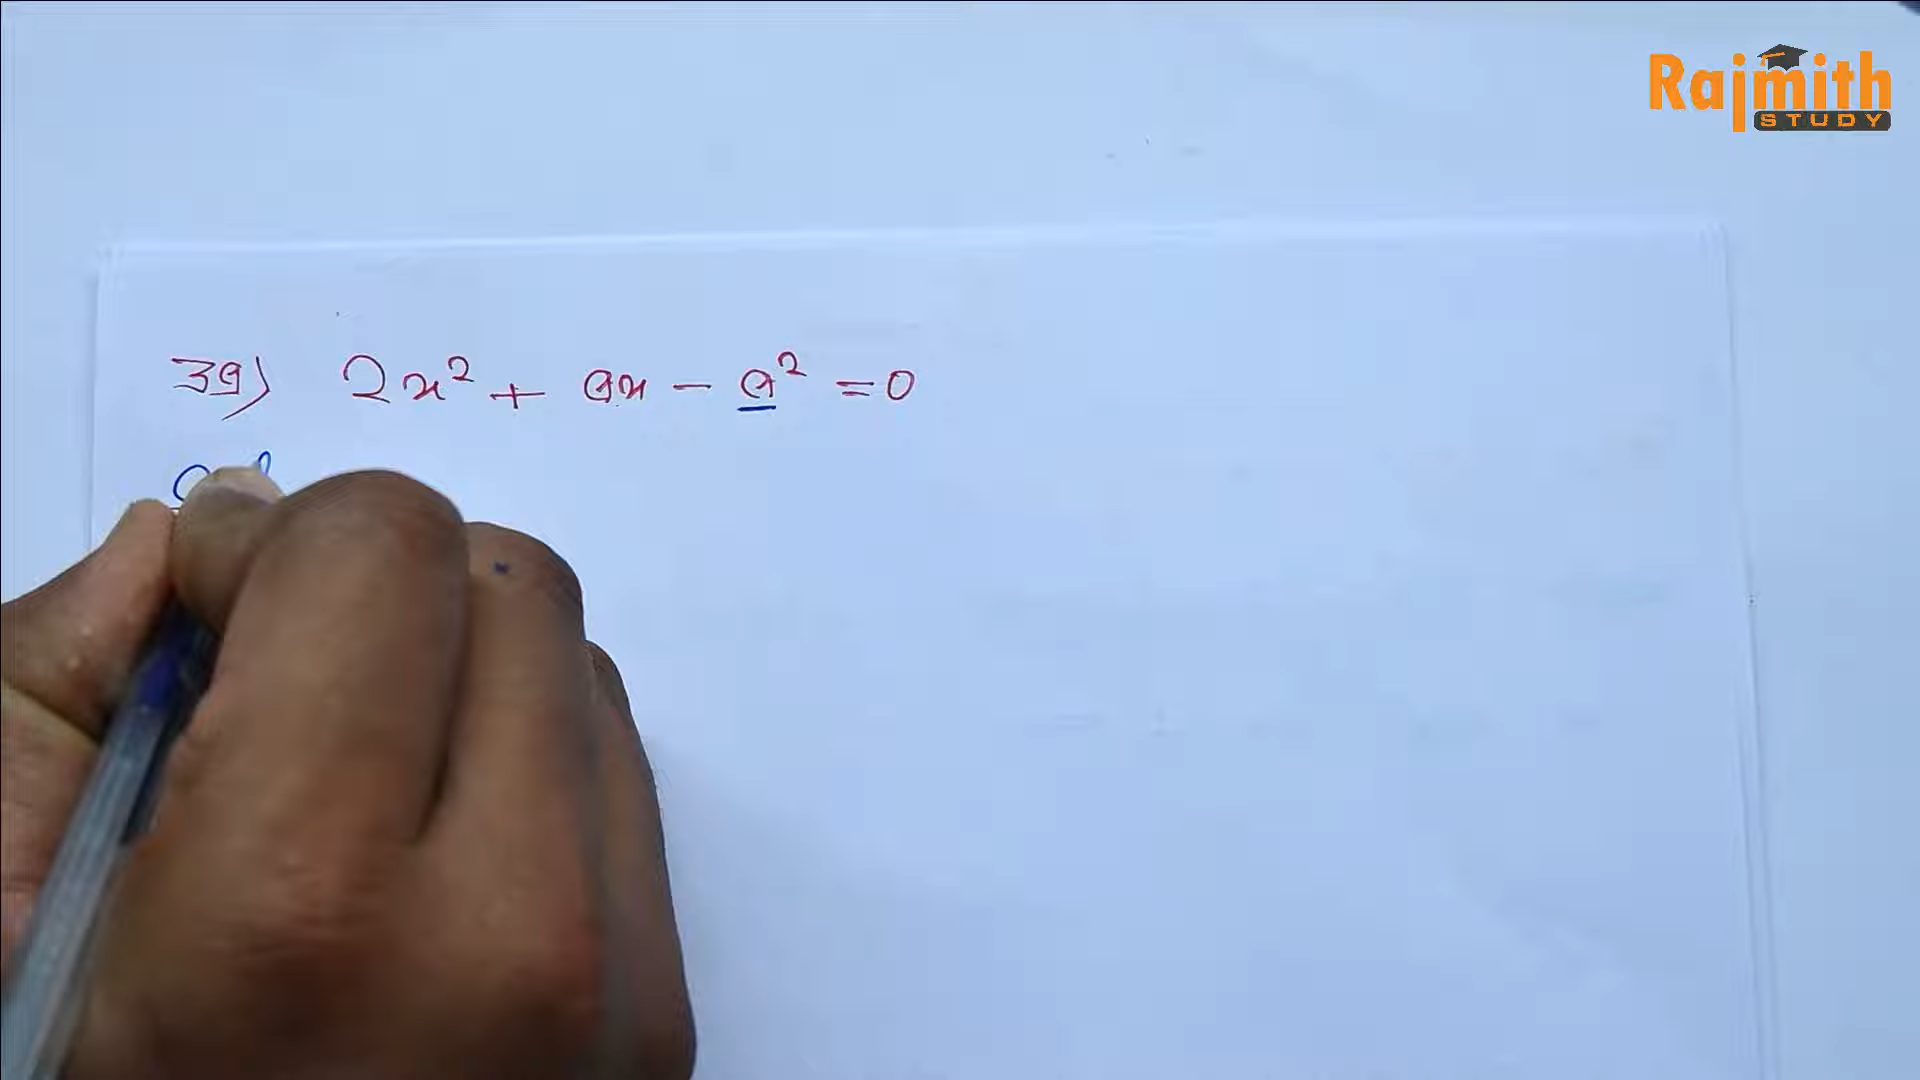 Rajmith
STUDY
39) 2x² + ax - a² = 0